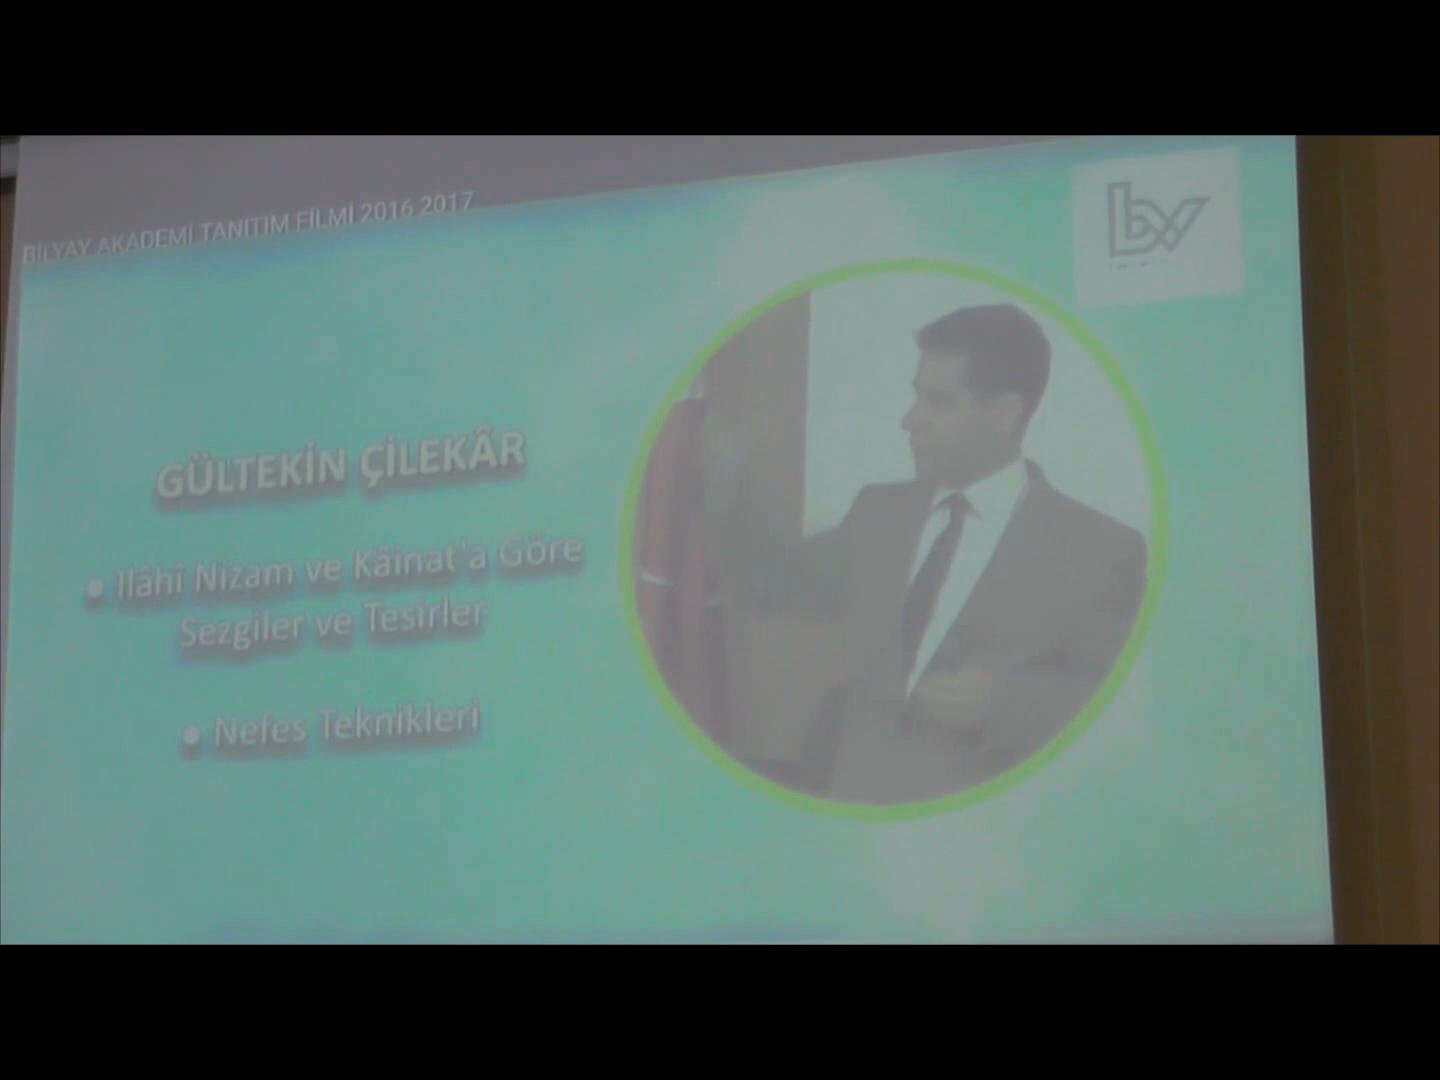 BİLYAY AKADEMİ TANITIM FİLMİ 2016 2017
bv
GÜLTEKİN ÇİLEKÂR
• İlâhî Nizam ve Kâinat'a Göre
Sezgiler ve Tesirler
• Nefes Teknikleri